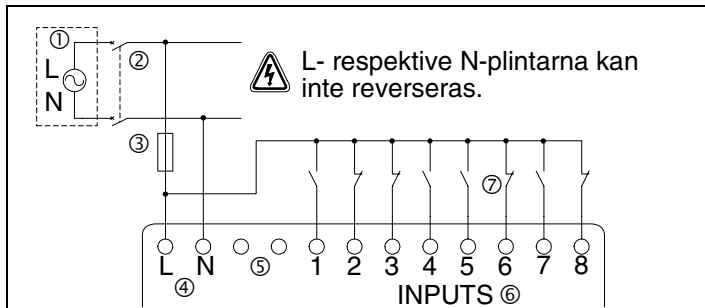 ①
L
N
②
L- respektive N-plintarna kan
inte reverseras.
③
⑦
L N ⑤ 1 2 3 4 5 6 7 8
④
INPUTS ⑥